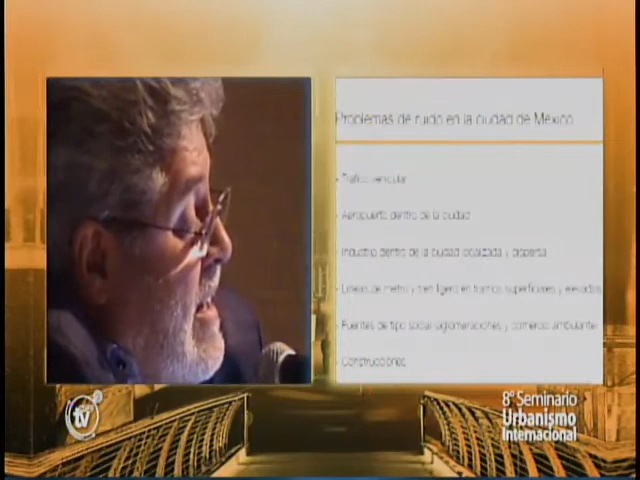 Problemas de ruido en la ciudad de México
- Tráfico vehicular
- Aeropuerto dentro de la ciudad
- Industria dentro de la ciudad localizada y dispersa
- Líneas de metro y tren ligero en tramos superficiales y elevados
- Fuentes de tipo social aglomeraciones y comercio ambulante
- Construcciones
tv
8º Seminario
Urbanismo
Internacional